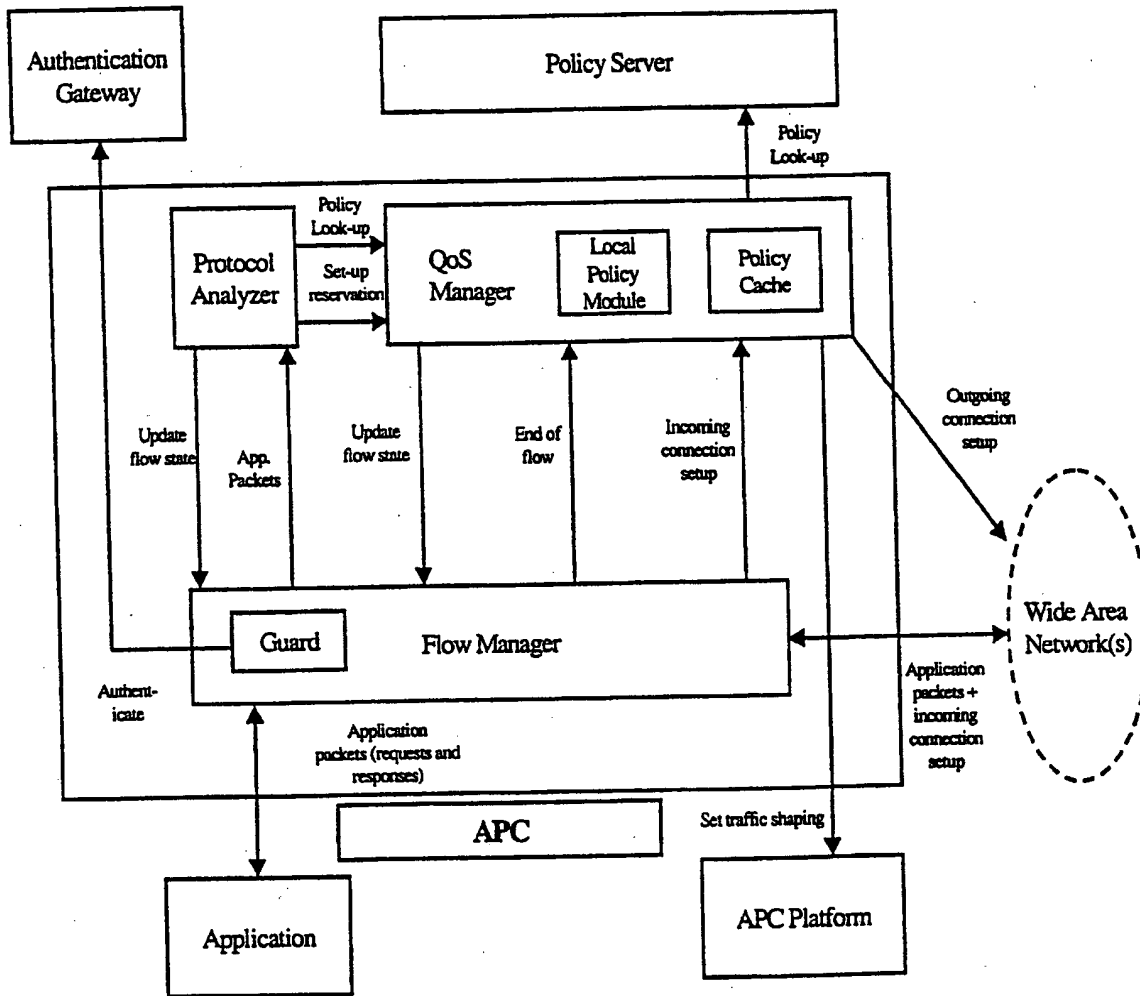 Authentication
Gateway
Policy Server
Policy
Look-up
Policy
Look-up
Set-up
reservation
Protocol
Analyzer
QoS
Manager
Local
Policy
Module
Policy
Cache
Outgoing
connection
setup
Update
flow state
App.
Packets
Update
flow state
End of
flow
Incoming
connection
setup
Guard
Flow Manager
Wide Area
Network(s)
Authent-
icate
Application
packets (requests and
responses)
Application
packets +
incoming
connection
setup
APC
Set traffic shaping
Application
APC Platform